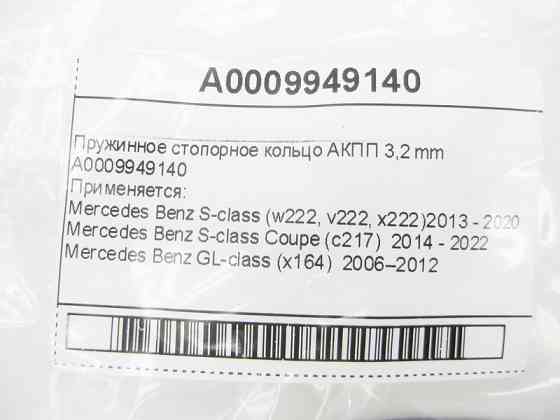 A0009949140
Пружинное стопорное кольцо АКПП 3,2 mm
A0009949140
Применяется:
Mercedes Benz S-class (w222, v222, x222)2013 - 2020
Mercedes Benz S-class Coupe (c217) 2014 - 2022
Mercedes Benz GL-class (x164) 2006–2012